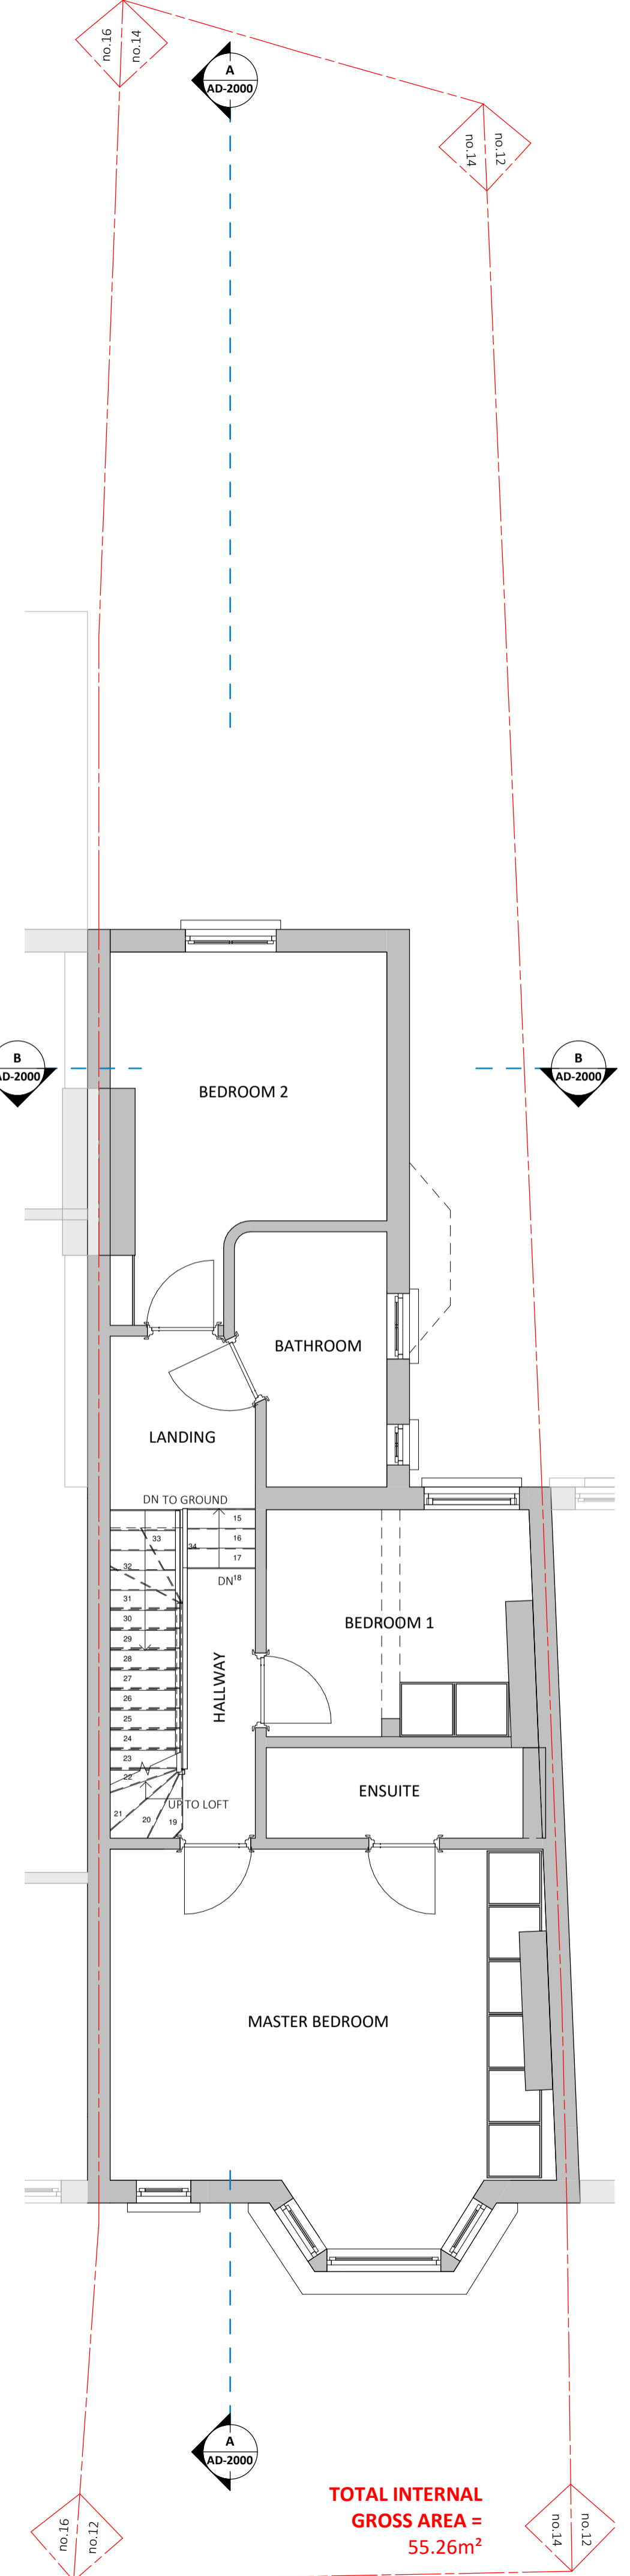 no.16
no.14
A
AD-2000
no.14
no.12
B
AD-2000
B
AD-2000
BEDROOM 2
BATHROOM
LANDING
DN TO GROUND
15
16
17
DN18
34
33
32
31
30
29
28
27
26
25
24
23
22
21
20
19
HALLWAY
BEDROOM 1
UP TO LOFT
ENSUITE
MASTER BEDROOM
A
AD-2000
TOTAL INTERNAL
GROSS AREA =
55.26m²
no.16
no.12
no.14
no.12